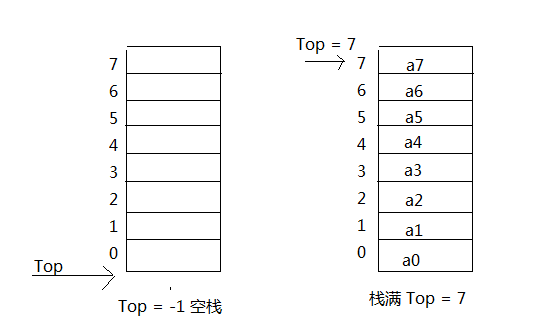 Top = 7
7
6
5
4
3
2
1
0
Top
Top = -1 空栈
7 a7
6 a6
5 a5
4 a4
3 a3
2 a2
1 a1
0 a0
栈满 Top = 7